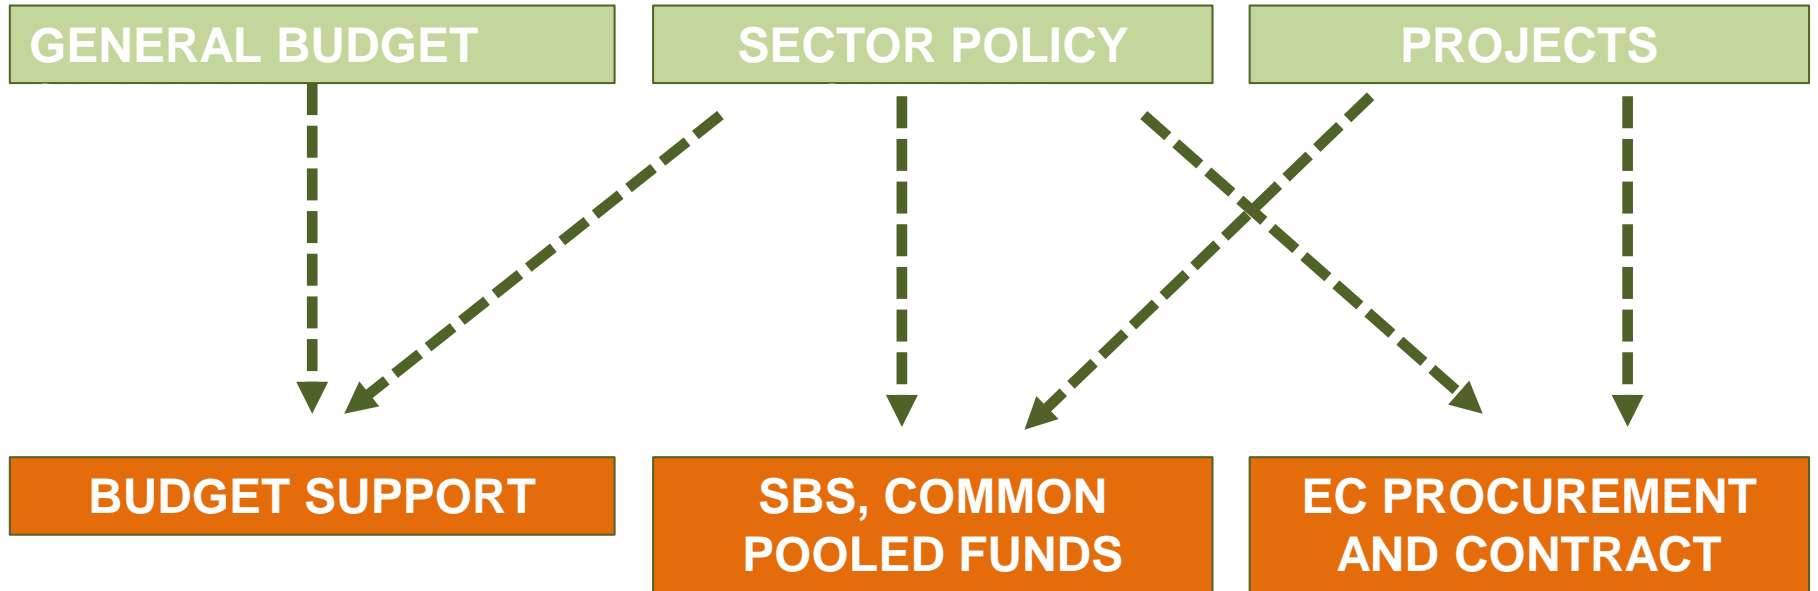 GENERAL BUDGET
SECTOR POLICY
PROJECTS
BUDGET SUPPORT
SBS, COMMON
POOLED FUNDS
EC PROCUREMENT
AND CONTRACT